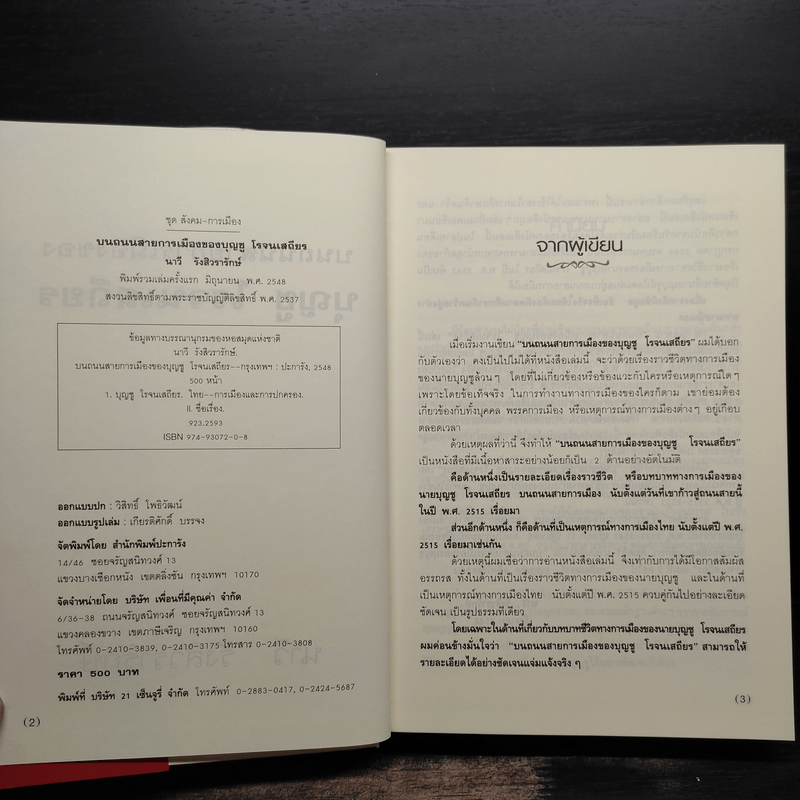 ชุด สังคม-การเมือง
บนถนนสายการเมืองของบุญชู โรจนเสถียร
นาวี รังสิวรารักษ์
พิมพ์รวมเล่มครั้งแรก มิถุนายน พ.ศ. 2548
สงวนลิขสิทธิ์ตามพระราชบัญญัติลิขสิทธิ์ พ.ศ. 2537
ข้อมูลทางบรรณานุกรมของหอสมุดแห่งชาติ
นาวี รังสิวรารักษ์.
บนถนนสายการเมืองของบุญชู โรจนเสถียร--กรุงเทพฯ : ปะการัง, 2548
500 หน้า
1. บุญชู โรจนเสถียร. ไทย--การเมืองและการปกครอง.
II. ชื่อเรื่อง.
923.2593
ISBN 974-93072-0-8
ออกแบบปก : วิสิทธิ์ โพธิวัฒน์
ออกแบบรูปเล่ม : เกียรติศักดิ์ บรรจง
จัดพิมพ์โดย สำนักพิมพ์ปะการัง
14/46 ซอยจรัญสนิทวงศ์ 13
แขวงบางเชือกหนัง เขตตลิ่งชัน กรุงเทพฯ 10170
จัดจำหน่ายโดย บริษัท เพื่อนที่มีคุณค่า จำกัด
6/36-38 ถนนจรัญสนิทวงศ์ ซอยจรัญสนิทวงศ์ 13
แขวงคลองขวาง เขตภาษีเจริญ กรุงเทพฯ 10160
โทรศัพท์ 0-2410-3839, 0-2410-3175 โทรสาร 0-2410-3808
ราคา 500 บาท
พิมพ์ที่ บริษัท 21 เซ็นจูรี่ จำกัด โทรศัพท์ 0-2883-0417, 0-2424-5687
(2)
จากผู้เขียน
เมื่อเริ่มงานเขียน "บนถนนสายการเมืองของบุญชู โรจนเสถียร" ผมได้บอก
กับตัวเองว่า คงเป็นไปไม่ได้ที่หนังสือเล่มนี้ จะว่าด้วยเรื่องราวชีวิตทางการเมือง
ของนายบุญชูล้วนๆ โดยที่ไม่เกี่ยวข้องหรือข้องแวะกับใครหรือเหตุการณ์ใดๆ
เพราะโดยข้อเท็จจริง ในการทำงานทางการเมืองของใครก็ตาม เขาย่อมต้อง
เกี่ยวข้องกับทั้งบุคคล พรรคการเมือง หรือเหตุการณ์ทางการเมืองต่างๆ อยู่เกือบ
ตลอดเวลา
ด้วยเหตุผลที่ว่านี้ จึงทำให้ "บนถนนสายการเมืองของบุญชู โรจนเสถียร"
เป็นหนังสือที่มีเนื้อหาสาระอย่างน้อยก็เป็น 2 ด้านอย่างอัตโนมัติ
คือด้านหนึ่งเป็นรายละเอียดเรื่องราวชีวิต หรือบทบาททางการเมืองของ
นายบุญชู โรจนเสถียร บนถนนสายการเมือง นับตั้งแต่วันที่เขาก้าวสู่ถนนสายนี้
ในปี พ.ศ. 2515 เรื่อยมา
ส่วนอีกด้านหนึ่ง ก็คือด้านที่เป็นเหตุการณ์ทางการเมืองไทย นับตั้งแต่ปี พ.ศ.
2515 เรื่อยมาเช่นกัน
ด้วยเหตุนี้ผมเชื่อว่าการอ่านหนังสือเล่มนี้ จึงเท่ากับการได้มีโอกาสสัมผัส
อรรถรส ทั้งในด้านที่เป็นเรื่องราวชีวิตทางการเมืองของนายบุญชู และในด้านที่
เป็นเหตุการณ์ทางการเมืองไทย นับตั้งแต่ปี พ.ศ. 2515 ควบคู่กันไปอย่างละเอียด
ชัดเจน เป็นรูปธรรมทีเดียว
โดยเฉพาะในด้านที่เกี่ยวกับบทบาทชีวิตทางการเมืองของนายบุญชู โรจนเสถียร
ผมค่อนข้างมั่นใจว่า "บนถนนสายการเมืองของบุญชู โรจนเสถียร" สามารถให้
รายละเอียดได้อย่างชัดเจนแจ่มแจ้งจริงๆ
(3)